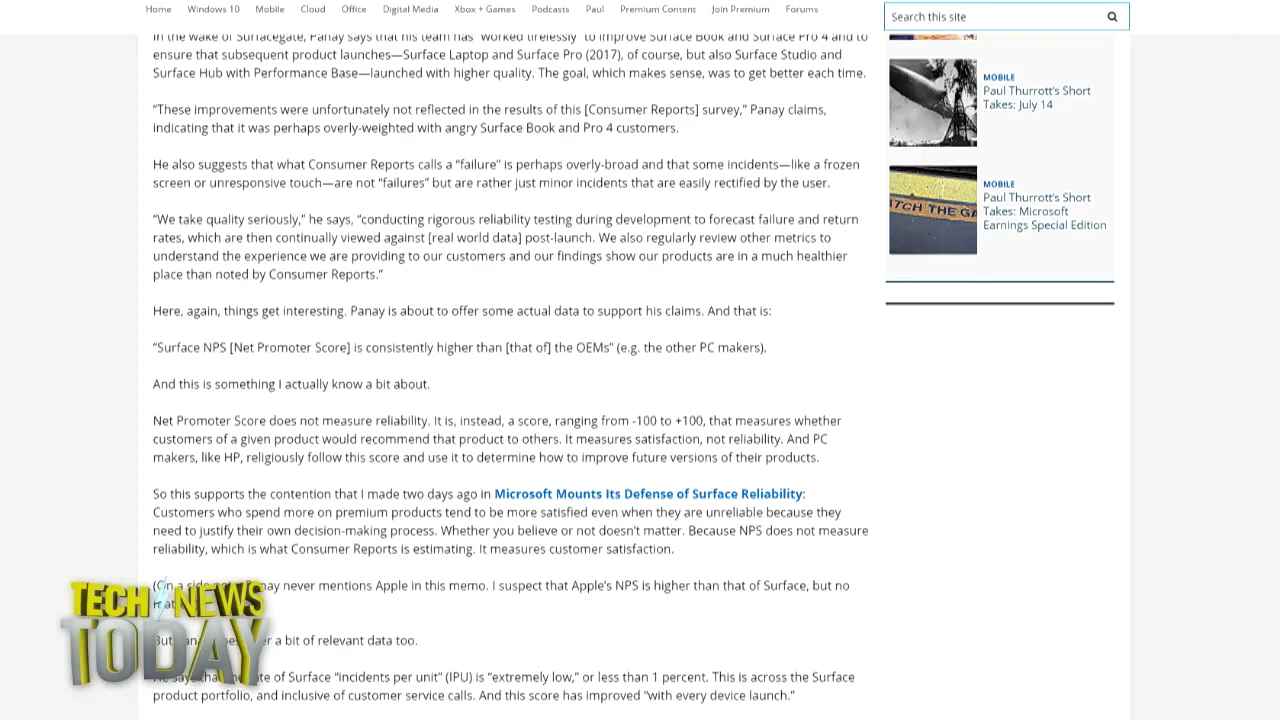 Home Windows 10 Mobile Cloud Office Digital Media Xbox + Games Podcasts Paul Premium Content Join Premium Forums
Search this site
In the wake of Surfacegate, Panay says that his team has "worked tirelessly" to improve Surface Book and Surface Pro 4 and to
ensure that subsequent product launches—Surface Laptop and Surface Pro (2017), of course, but also Surface Studio and
Surface Hub with Performance Base—launched with higher quality. The goal, which makes sense, was to get better each time.
"These improvements were unfortunately not reflected in the results of this [Consumer Reports] survey," Panay claims,
indicating that it was perhaps overly-weighted with angry Surface Book and Pro 4 customers.
He also suggests that what Consumer Reports calls a "failure" is perhaps overly-broad and that some incidents—like a frozen
screen or unresponsive touch—are not "failures" but are rather just minor incidents that are easily rectified by the user.
"We take quality seriously," he says, "conducting rigorous reliability testing during development to forecast failure and return
rates, which are then continually viewed against [real world data] post-launch. We also regularly review other metrics to
understand the experience we are providing to our customers and our findings show our products are in a much healthier
place than noted by Consumer Reports."
Here, again, things get interesting. Panay is about to offer some actual data to support his claims. And that is:
"Surface NPS [Net Promoter Score] is consistently higher than [that of] the OEMs" (e.g. the other PC makers).
And this is something I actually know a bit about.
Net Promoter Score does not measure reliability. It is, instead, a score, ranging from -100 to +100, that measures whether
customers of a given product would recommend that product to others. It measures satisfaction, not reliability. And PC
makers, like HP, religiously follow this score and use it to determine how to improve future versions of their products.
So this supports the contention that I made two days ago in Microsoft Mounts Its Defense of Surface Reliability:
Customers who spend more on premium products tend to be more satisfied even when they are unreliable because they
need to justify their own decision-making process. Whether you believe or not doesn't matter. Because NPS does not measure
reliability, which is what Consumer Reports is estimating. It measures customer satisfaction.
(On a side never mentions Apple in this memo. I suspect that Apple's NPS is higher than that of Surface, but no
But a bit of relevant data too.
of Surface "incidents per unit" (IPU) is "extremely low," or less than 1 percent. This is across the Surface
product portfolio, and inclusive of customer service calls. And this score has improved "with every device launch."
MOBILE
Paul Thurrott's Short
Takes: July 14
MOBILE
Paul Thurrott's Short
Takes: Microsoft
Earnings Special Edition
TCH THE GA
TECH NEWS
TODAY